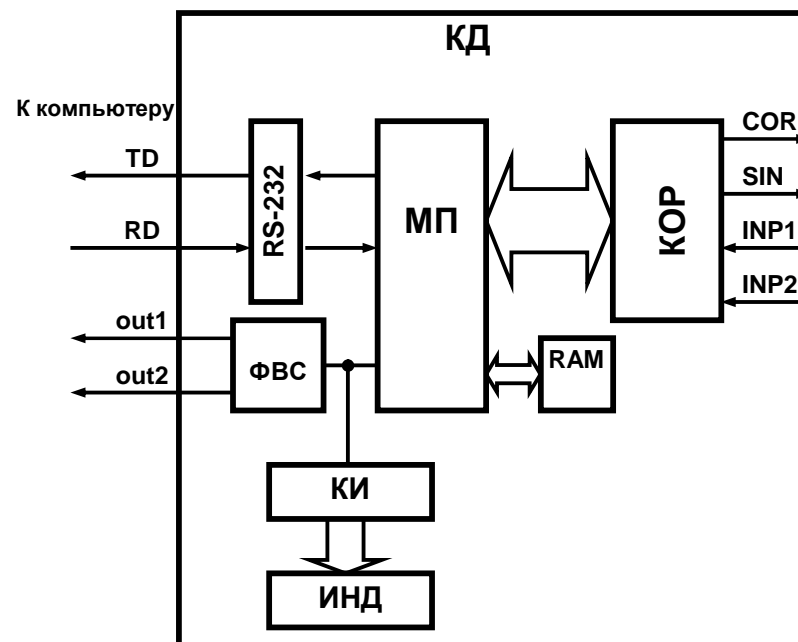 КД
К компьютеру
TD
RD
RS-232
МП
КОР
COR
SIN
INP1
INP2
out1
out2
ФВС
RAM
КИ
ИНД